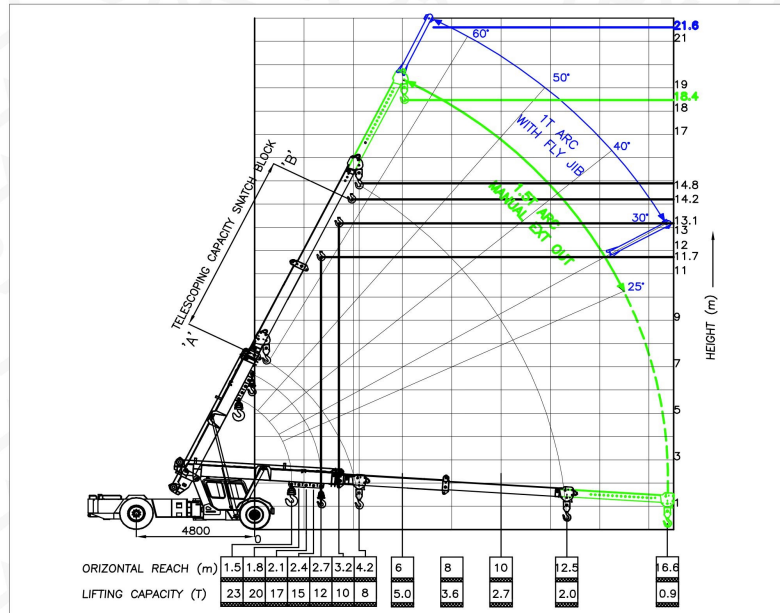 21.6
21
60°
50°
19
18.4
18
17
40°
1T ARC
WITH FLY JIB
1.5T ARC
MANUAL EXT OUT
'B'
TELESCOPING CAPACITY SNATCH BLOCK
'A'
14.8
14.2
30°
13.1
13
12
11.7
11
25°
9
7
5
3
1
HEIGHT (m)
4800
0
ORIZONTAL REACH (m) 1.5 1.8 2.1 2.4 2.7 3.2 4.2 6 8 10 12.5 16.6
LIFTING CAPACITY (T) 23 20 17 15 12 10 8 5.0 3.6 2.7 2.0 0.9